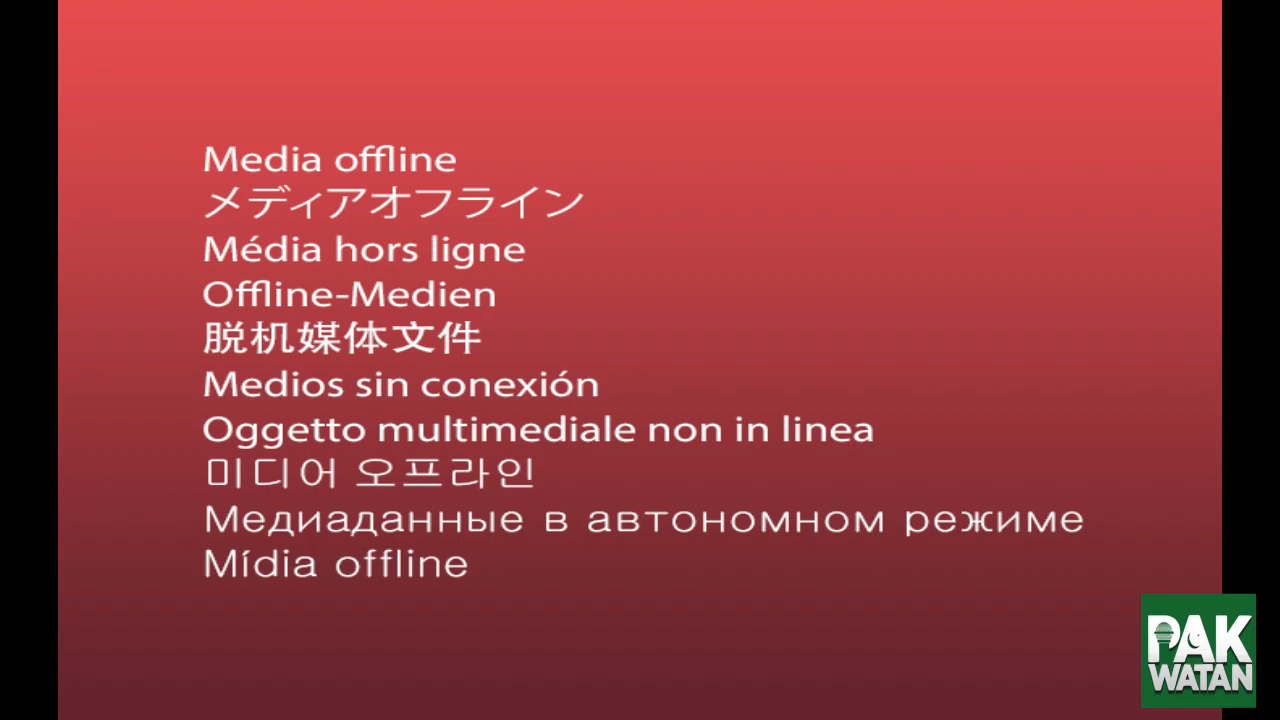 Media offline
メディアオフライン
Média hors ligne
Offline-Medien
脱机媒体文件
Medios sin conexión
Oggetto multimediale non in linea
미디어 오프라인
Медиаданные в автономном режиме
Mídia offline
PAK
WATAN